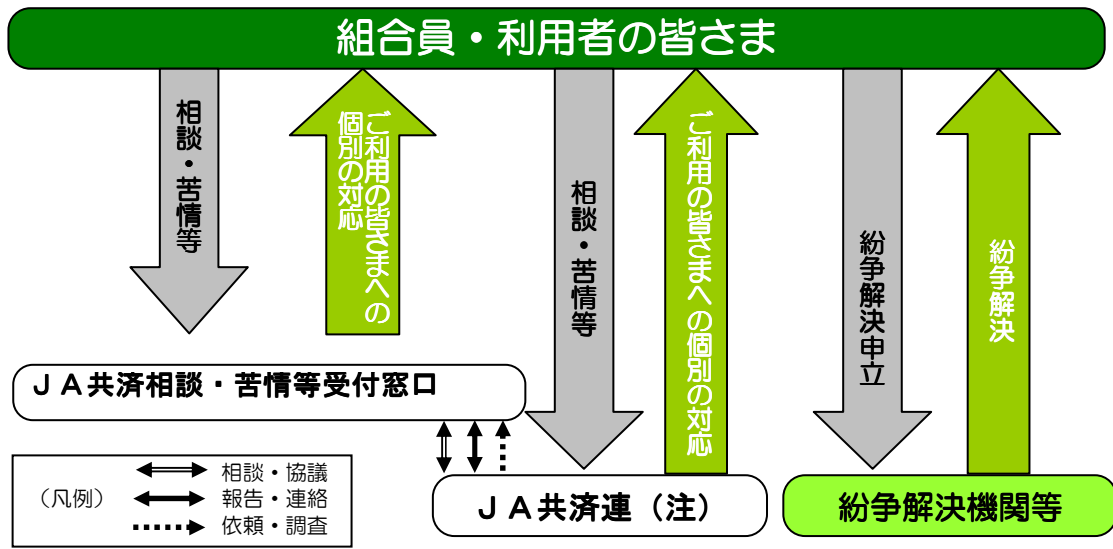 組合員・利用者の皆さま
相談・苦情等
ご利用の皆さまへの
個別の対応
相談・苦情等
ご利用の皆さまへの個別の対応
紛争解決申立
紛争解決
ＪＡ共済相談・苦情等受付窓口
（凡例）
相談・協議
報告・連絡
依頼・調査
ＪＡ共済連（注）
紛争解決機関等